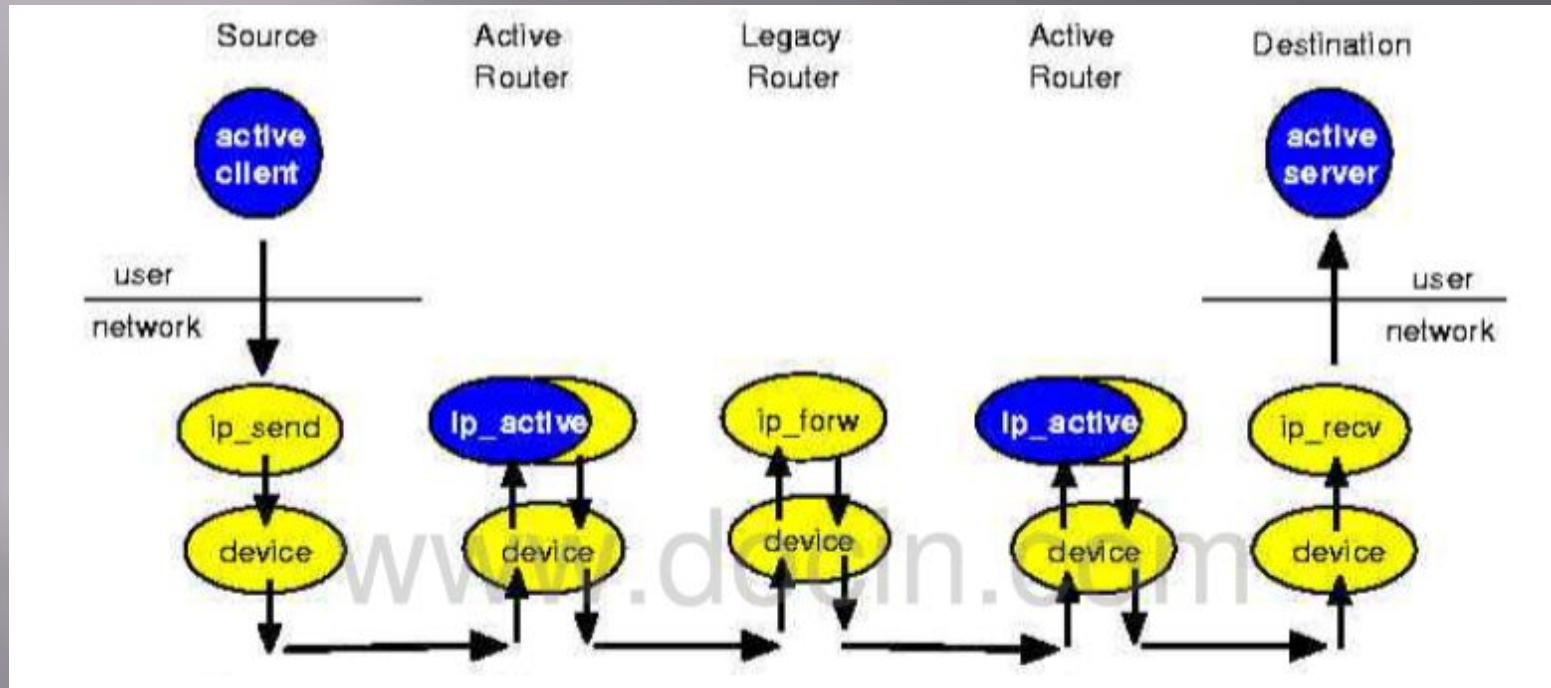 Source
Active
Router
Legacy
Router
Active
Router
Destination
active
client
active
server
user
network
user
network
ip_send
ip_active
ip_forw
ip_active
ip_recv
device
device
device
device
device
www.docin.com